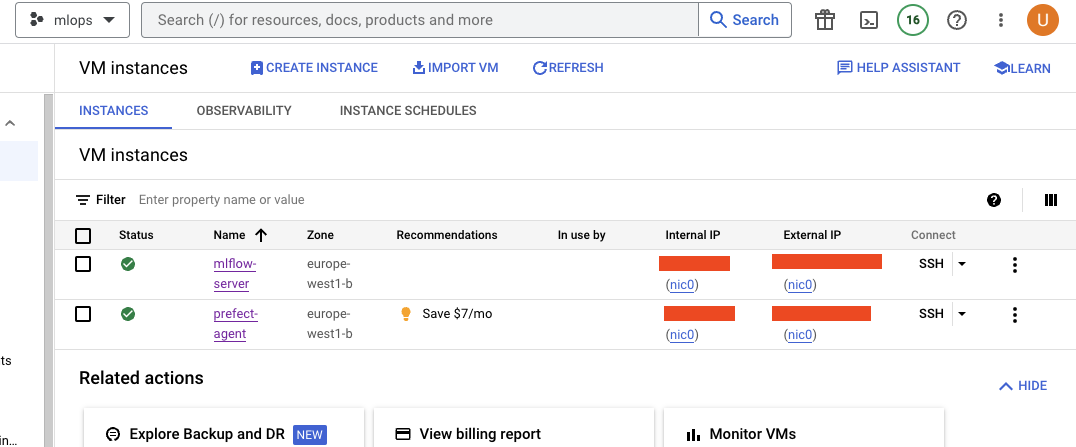 mlops Search (/) for resources, docs, products and more Search 16 U
VM instances CREATE INSTANCE IMPORT VM REFRESH HELP ASSISTANT LEARN
INSTANCES OBSERVABILITY INSTANCE SCHEDULES
VM instances
Filter Enter property name or value
Status Name Zone Recommendations In use by Internal IP External IP Connect
mlflow- europe- SSH
server west1-b (nic0) (nic0)
prefect- europe- Save $7/mo SSH
agent west1-b (nic0) (nic0)
ts
Related actions HIDE
Explore Backup and DR NEW View billing report Monitor VMs
in...